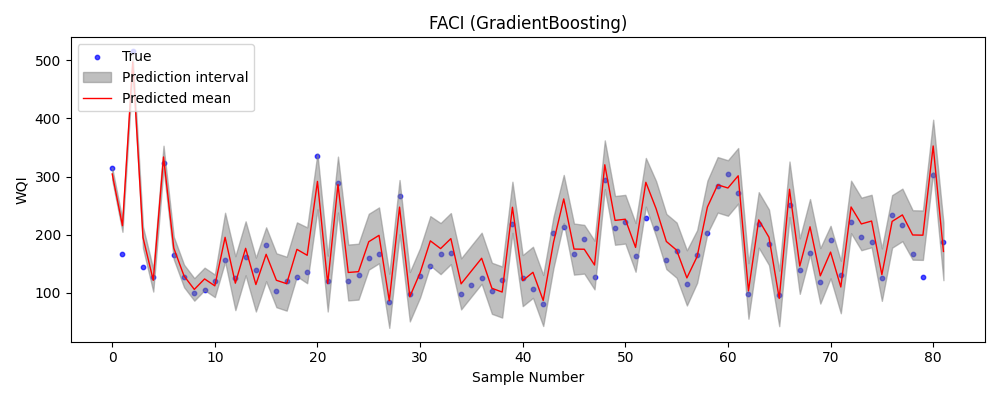 FACI (GradientBoosting)
True
Prediction interval
Predicted mean
WQI
500
400
300
200
100
0 10 20 30 40 50 60 70 80
Sample Number